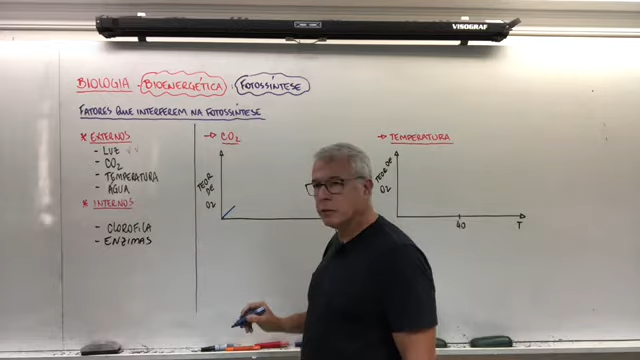 VISOGRAF
BIOLOGIA - BIOENERGÉTICA : FOTOSSÍNTESE
FATORES QUE INTERFEREM NA FOTOSSÍNTESE
* EXTERNOS
- LUZ
- CO2
- TEMPERATURA
- ÁGUA
* INTERNOS
- CLOROFILA
- ENZIMAS
→ CO2
TEOR
DE
O2
→ TEMPERATURA
TEOR DE
O2
40
T